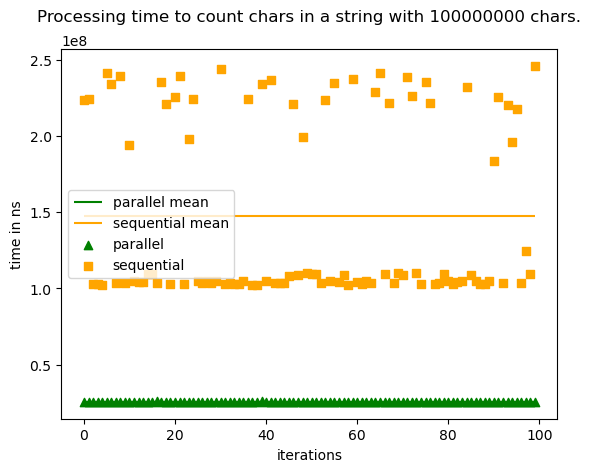 Processing time to count chars in a string with 100000000 chars.
1e8
2.5
2.0
1.5
1.0
0.5
time in ns
parallel mean
sequential mean
parallel
sequential
0 20 40 60 80 100
iterations